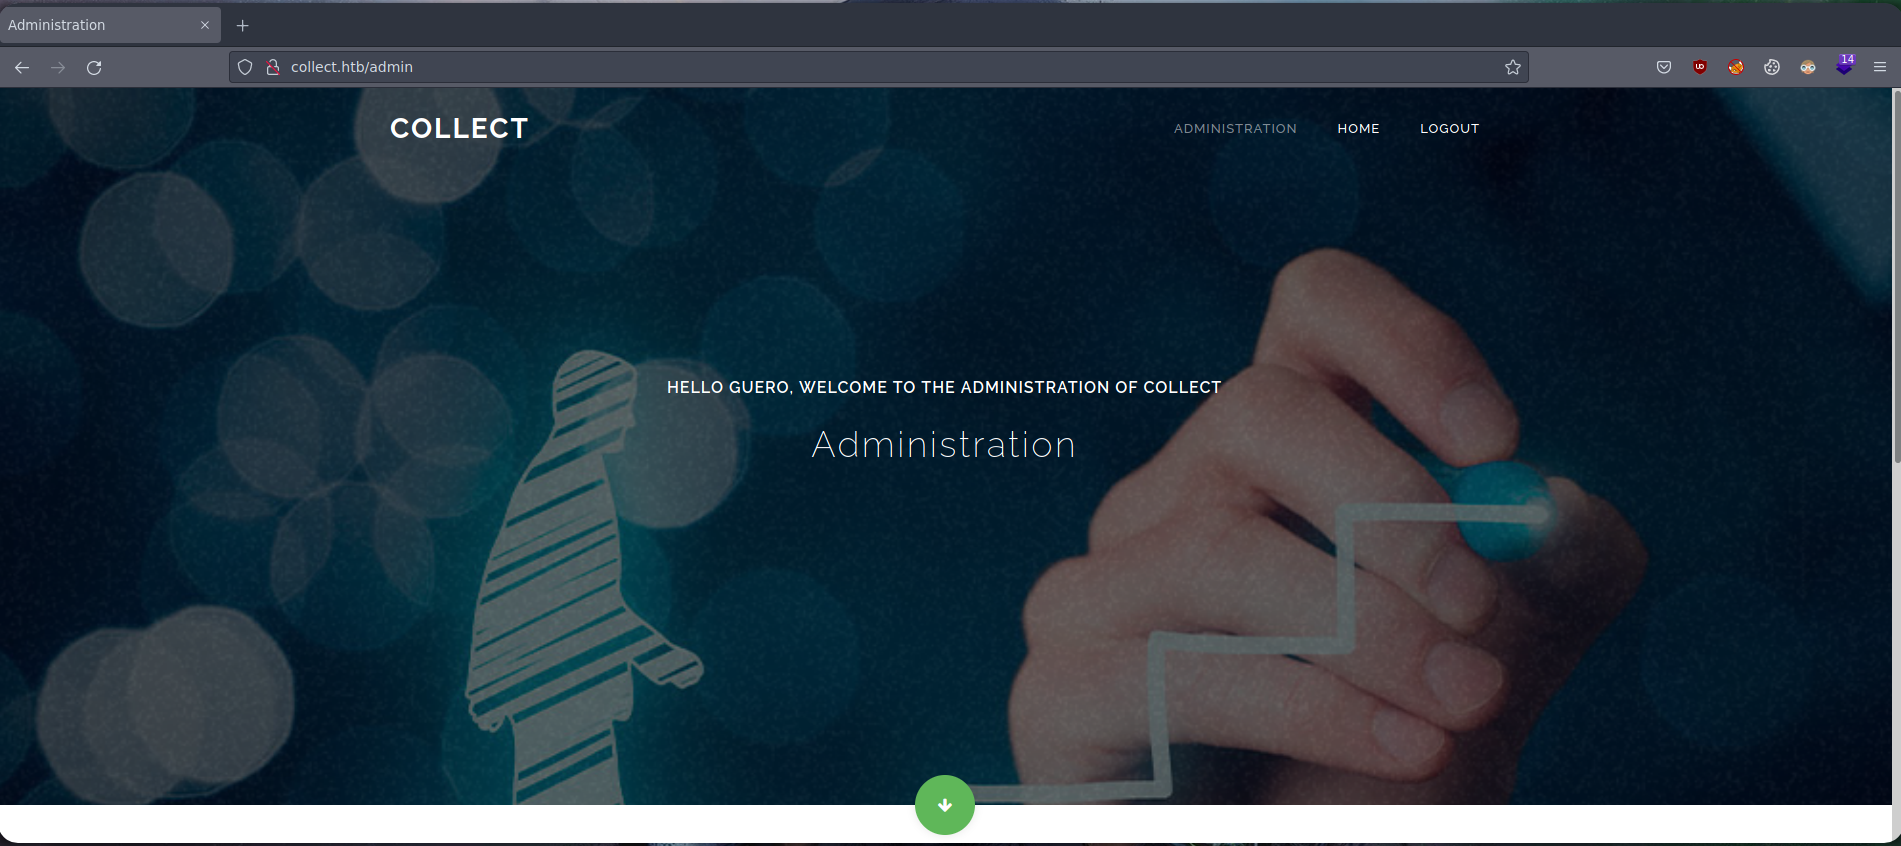 Administration
collect.htb/admin
14
COLLECT
ADMINISTRATION HOME LOGOUT
HELLO GUERO, WELCOME TO THE ADMINISTRATION OF COLLECT
Administration